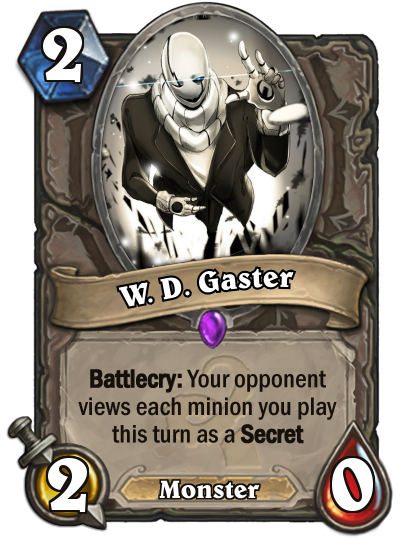 2
W. D. Gaster
Battlecry: Your opponent
views each minion you play
this turn as a Secret
2
Monster
0